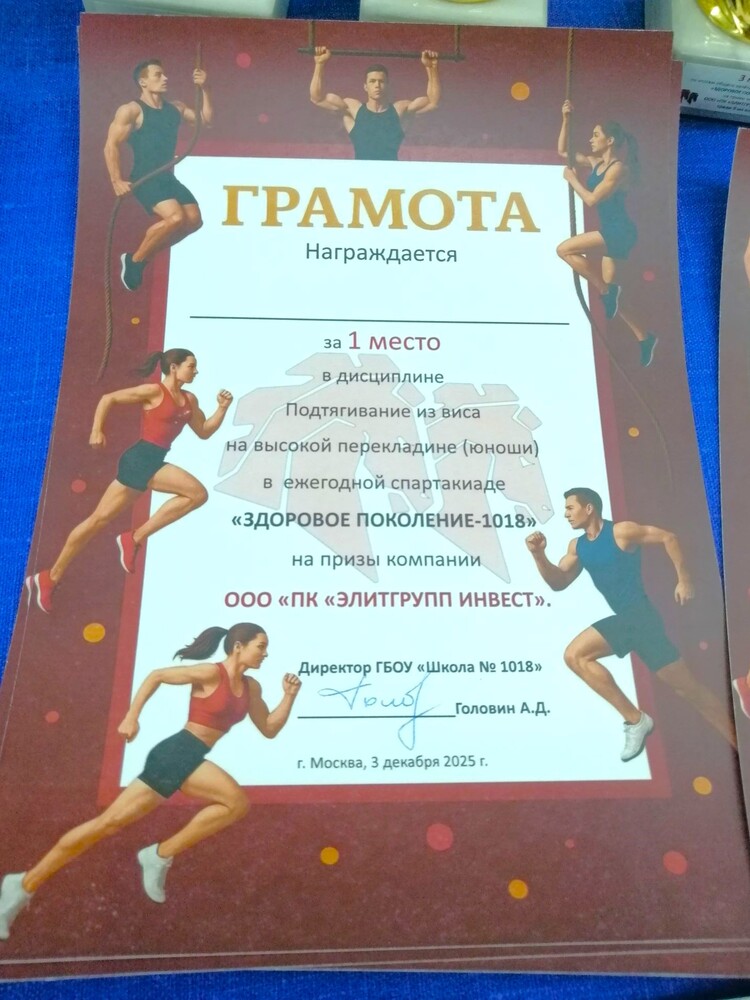 ГРАМОТА
Награждается
за 1 место
в дисциплине
Подтягивание из виса
на высокой перекладине (юноши)
в ежегодной спартакиаде
«ЗДОРОВОЕ ПОКОЛЕНИЕ-1018»
на призы компании
ООО «ПК «ЭЛИТГРУПП ИНВЕСТ».
Директор ГБОУ «Школа № 1018»
Головин А.Д.
г. Москва, 3 декабря 2025 г.